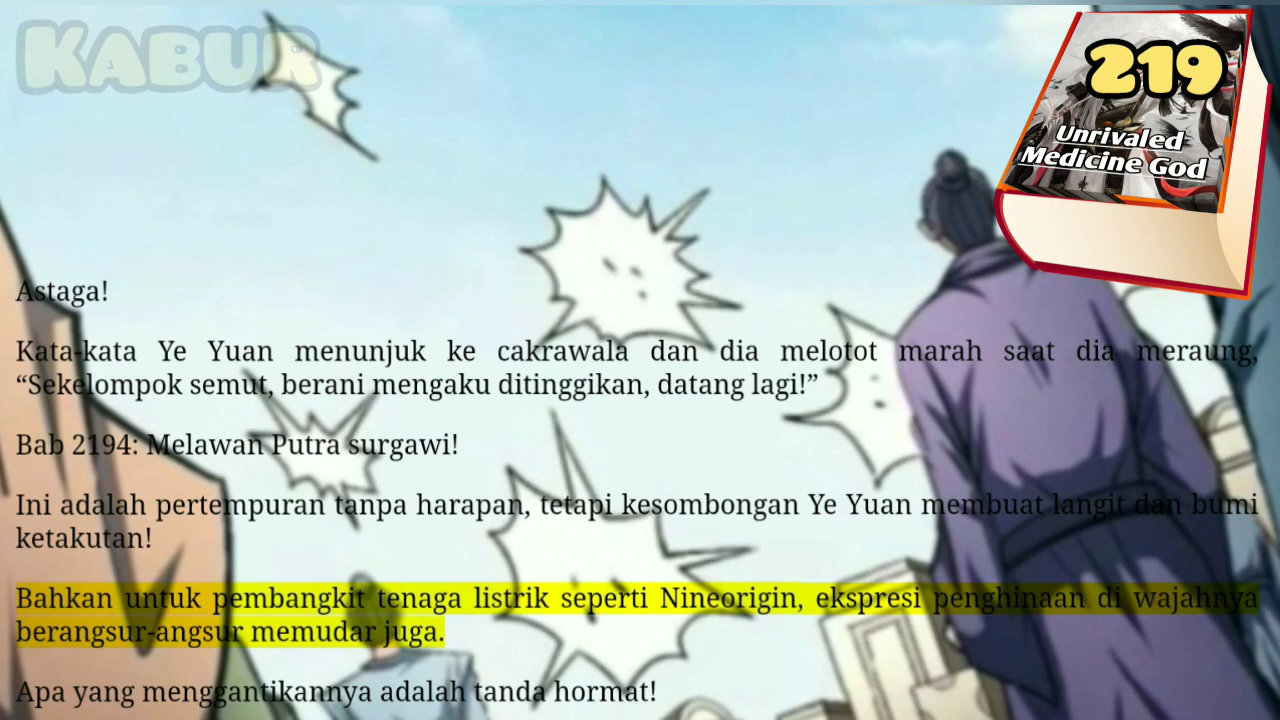 KABUR
219
Unrivaled
Medicine God
Astaga!
Kata-kata Ye Yuan menunjuk ke cakrawala dan dia melotot marah saat dia meraung,
“Sekelompok semut, berani mengaku ditinggikan, datang lagi!”
Bab 2194: Melawan Putra surgawi!
Ini adalah pertempuran tanpa harapan, tetapi kesombongan Ye Yuan membuat langit dan bumi
ketakutan!
Bahkan untuk pembangkit tenaga listrik seperti Nineorigin, ekspresi penghinaan di wajahnya
berangsur-angsur memudar juga.
Apa yang menggantikannya adalah tanda hormat!